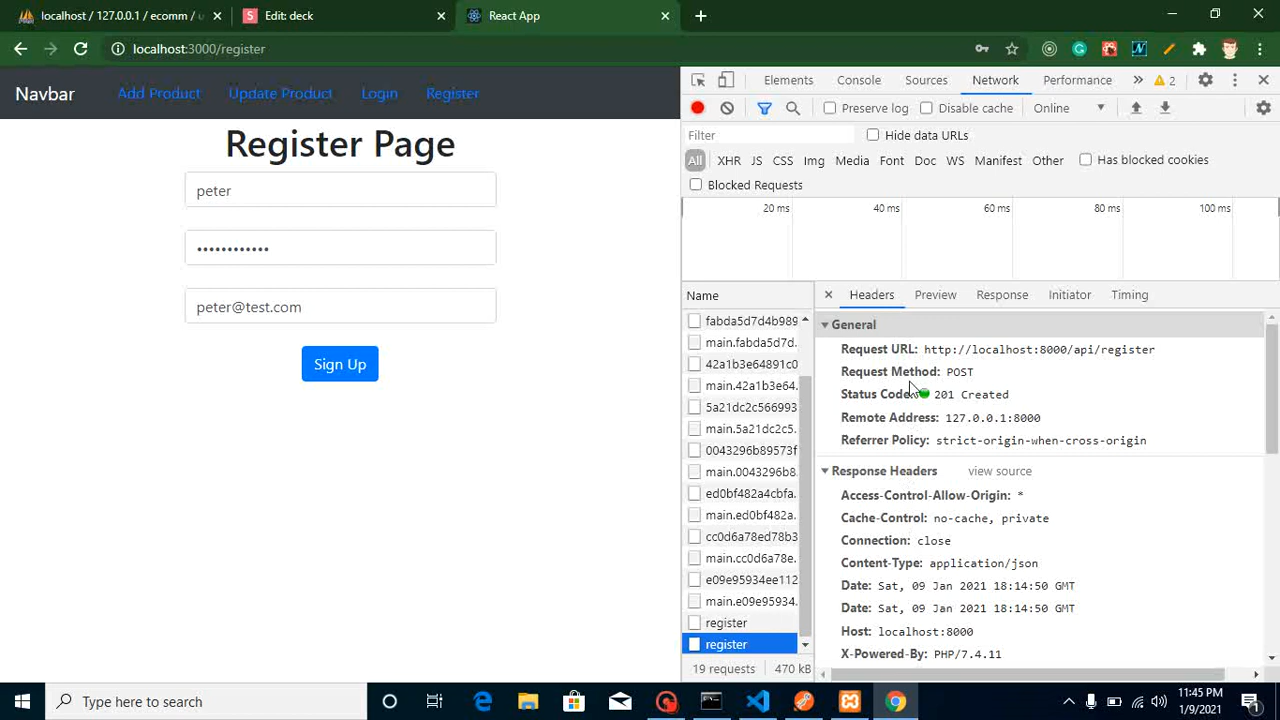 localhost / 127.0.0.1 / ecomm / u
Edit: deck
React App
localhost:3000/register
Navbar
Add Product
Update Product
Login
Register
Register Page
peter
••••••••••••
peter@test.com
Sign Up
Elements
Console
Sources
Network
Performance
2
Preserve log
Disable cache
Online
Filter
Hide data URLs
All
XHR
JS
CSS
Img
Media
Font
Doc
WS
Manifest
Other
Has blocked cookies
Blocked Requests
20 ms
40 ms
60 ms
80 ms
100 ms
Name
fabda5d7d4b989
main.fabda5d7d.
42a1b3e64891c0
main.42a1b3e64.
5a21dc2c566993
main.5a21dc2c5.
0043296b89573f
main.0043296b8.
ed0bf482a4cbfa.
main.ed0bf482a.
cc0d6a78ed78b3
main.cc0d6a78e.
e09e95934ee112
main.e09e95934.
register
register
19 requests
470 kB
Headers
Preview
Response
Initiator
Timing
General
Request URL: http://localhost:8000/api/register
Request Method: POST
Status Code: 201 Created
Remote Address: 127.0.0.1:8000
Referrer Policy: strict-origin-when-cross-origin
Response Headers
view source
Access-Control-Allow-Origin: *
Cache-Control: no-cache, private
Connection: close
Content-Type: application/json
Date: Sat, 09 Jan 2021 18:14:50 GMT
Date: Sat, 09 Jan 2021 18:14:50 GMT
Host: localhost:8000
X-Powered-By: PHP/7.4.11
Type here to search
11:45 PM
1/9/2021
1